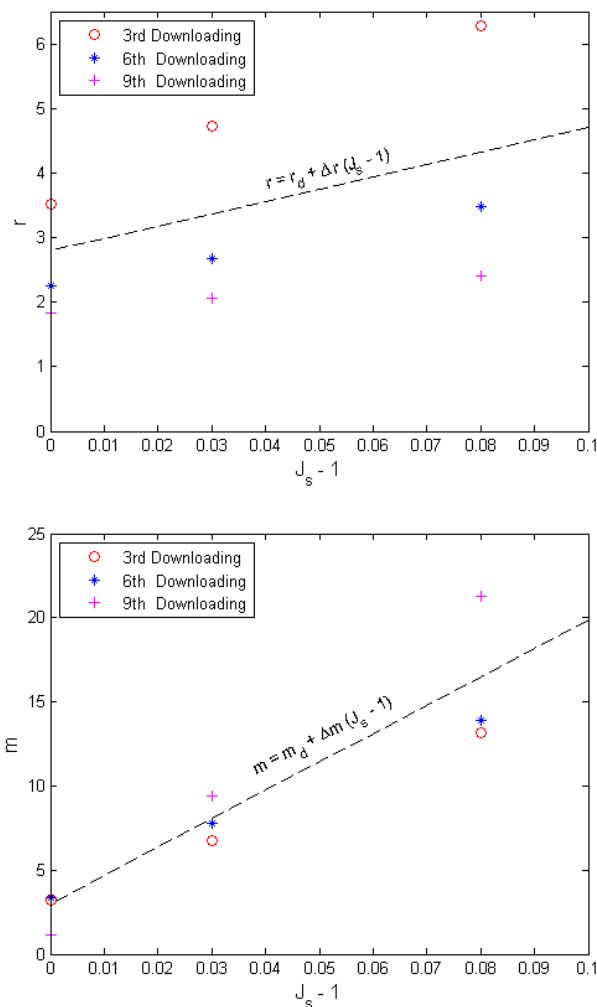 6
5
4
3
2
1
0
r
3rd Downloading
6th Downloading
9th Downloading
r = r_d + Δr (J_s - 1)
0 0.01 0.02 0.03 0.04 0.05 0.06 0.07 0.08 0.09 0.1
J_s - 1
25
20
15
10
5
0
m
3rd Downloading
6th Downloading
9th Downloading
m = m_d + Δm (J_s - 1)
0 0.01 0.02 0.03 0.04 0.05 0.06 0.07 0.08 0.09 0.1
J_s - 1